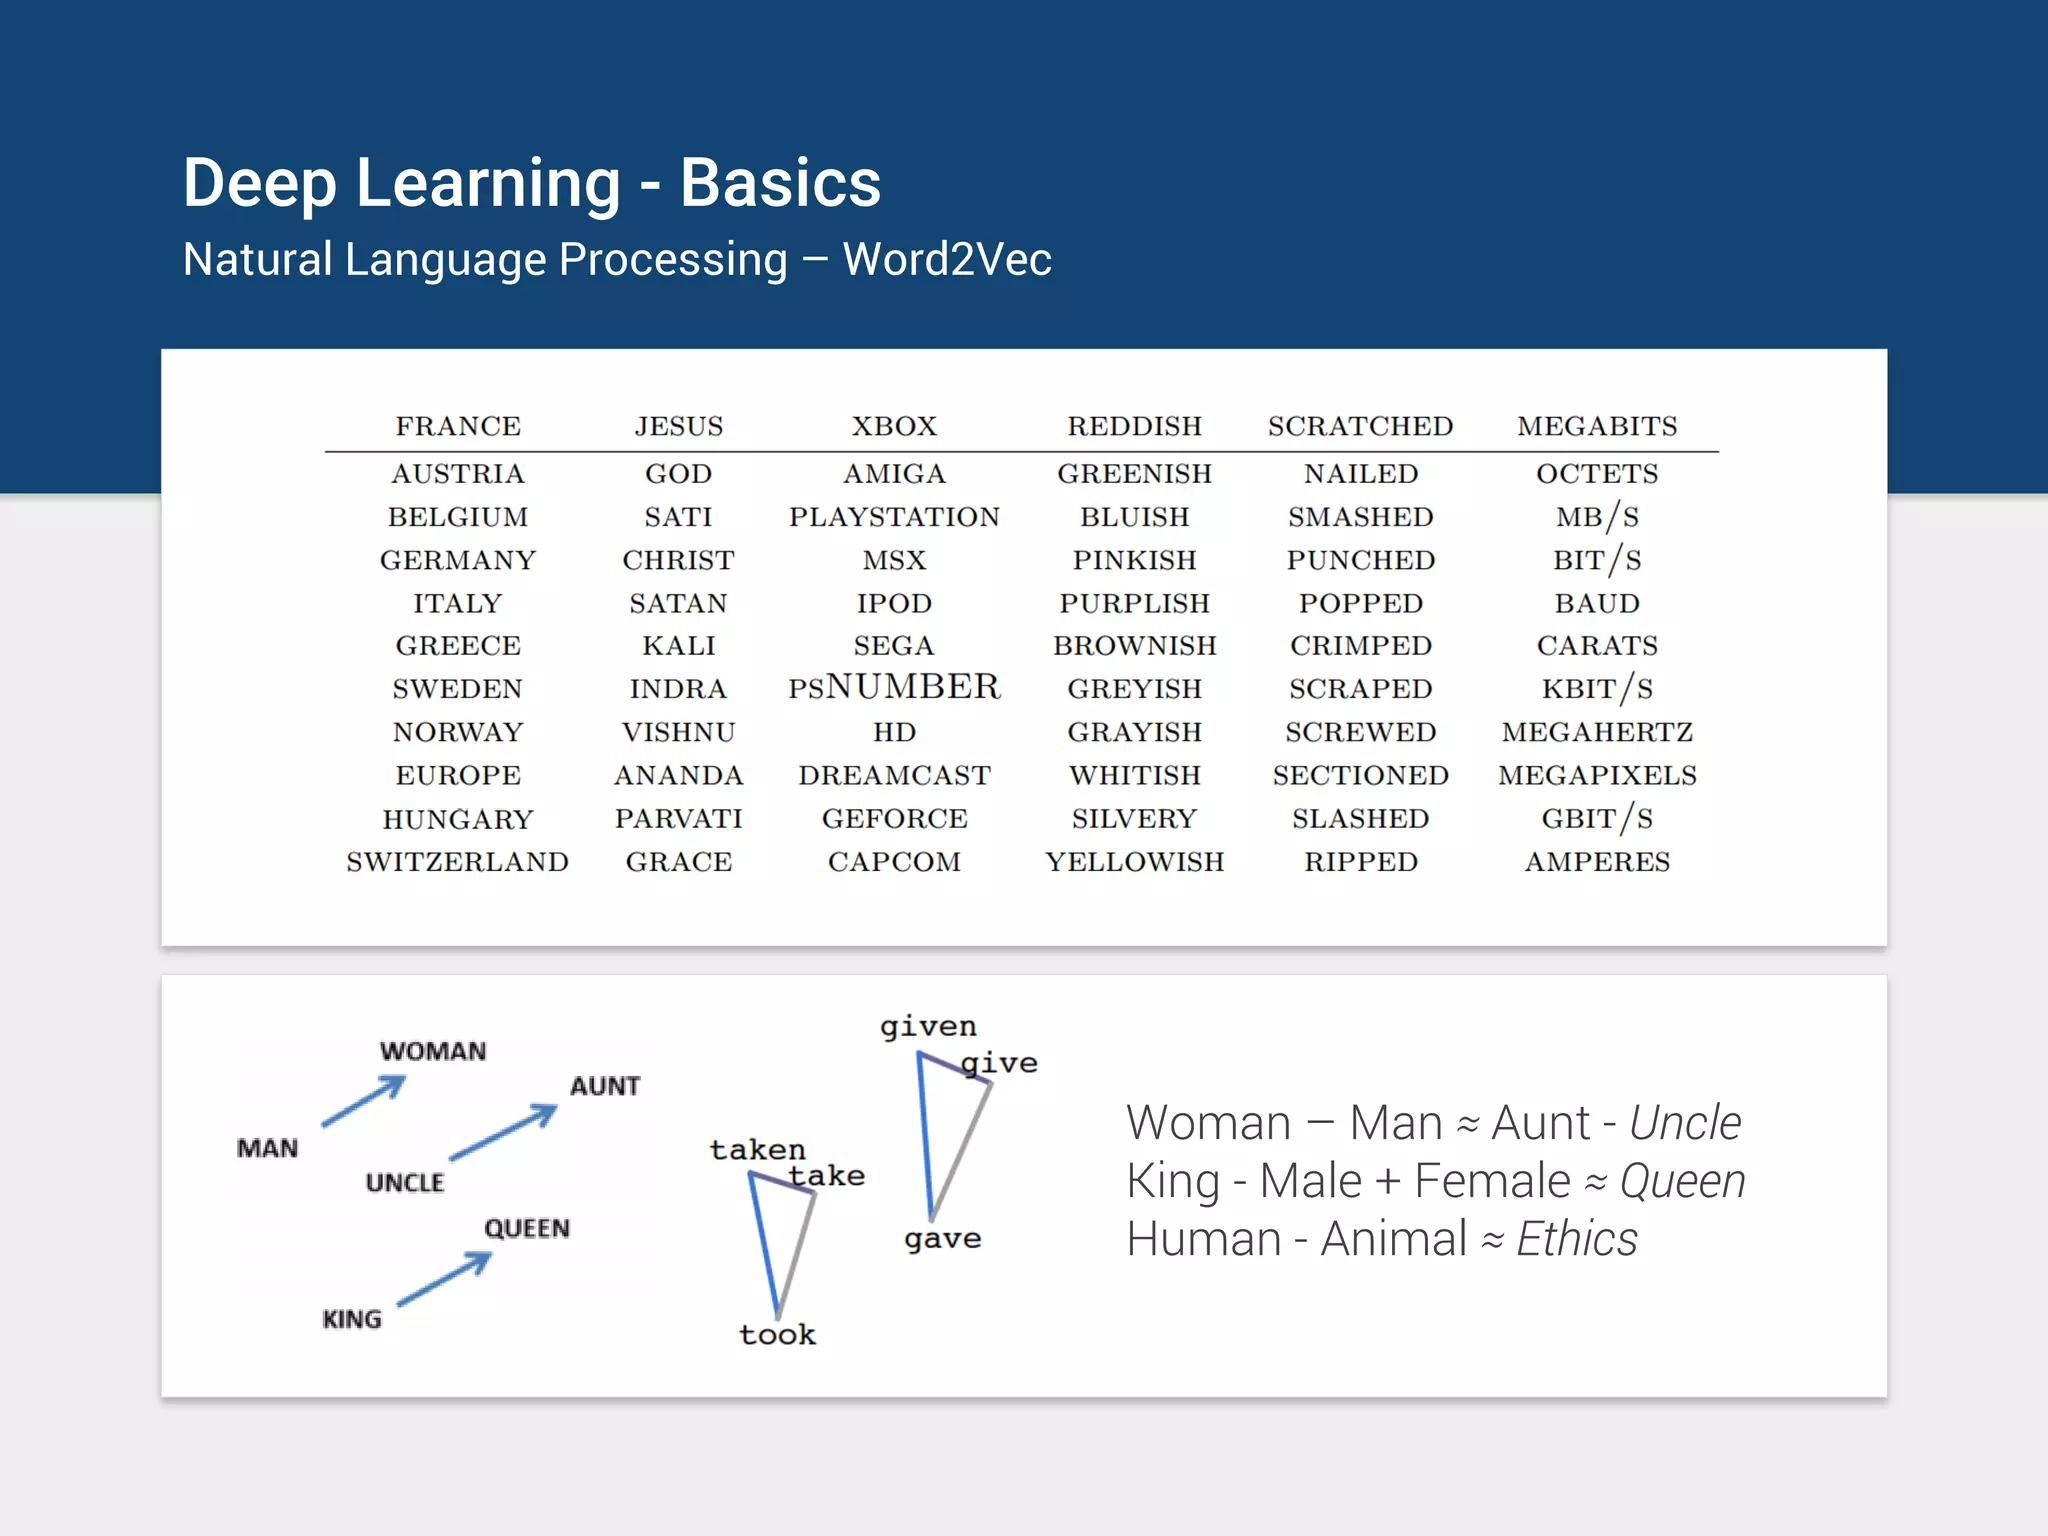 Deep Learning - Basics
Natural Language Processing – Word2Vec
FRANCE JESUS XBOX REDDISH SCRATCHED MEGABITS
AUSTRIA GOD AMIGA GREENISH NAILED OCTETS
BELGIUM SATI PLAYSTATION BLUISH SMASHED MB/S
GERMANY CHRIST MSX PINKISH PUNCHED BIT/S
ITALY SATAN IPOD PURPLISH POPPED BAUD
GREECE KALI SEGA BROWNISH CRIMPED CARATS
SWEDEN INDRA PSNUMBER GREYISH SCRAPED KBIT/S
NORWAY VISHNU HD GRAYISH SCREWED MEGAHERTZ
EUROPE ANANDA DREAMCAST WHITISH SECTIONED MEGAPIXELS
HUNGARY PARVATI GEFORCE SILVERY SLASHED GBIT/S
SWITZERLAND GRACE CAPCOM YELLOWISH RIPPED AMPERES
WOMAN
AUNT
MAN
UNCLE
QUEEN
KING
given
give
taken
take
gave
took
Woman – Man ≈ Aunt - Uncle
King - Male + Female ≈ Queen
Human - Animal ≈ Ethics